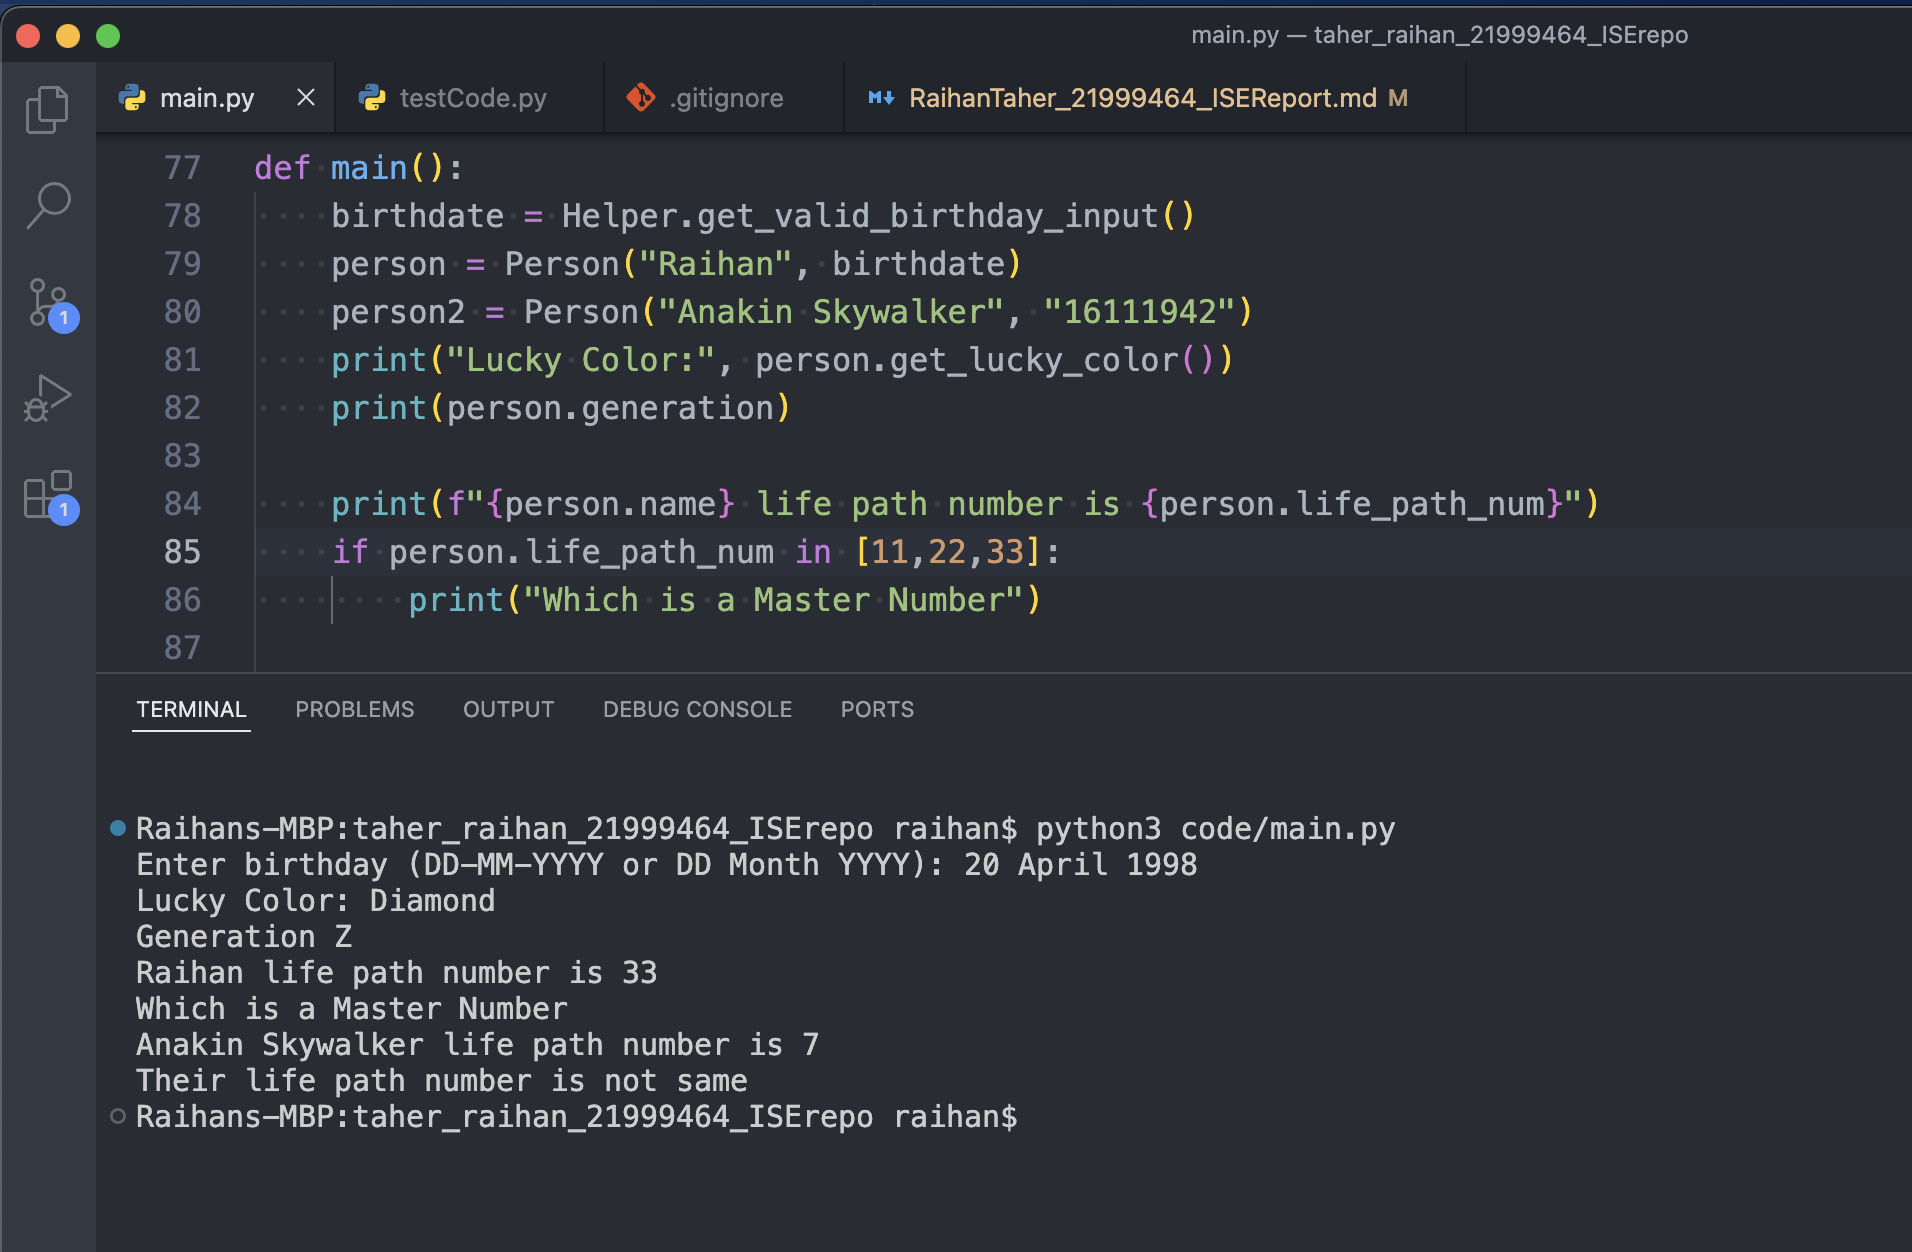 main.py — taher_raihan_21999464_ISErepo
main.py testCode.py .gitignore RaihanTaher_21999464_ISEReport.md M
77 def main():
78     birthdate = Helper.get_valid_birthday_input()
79     person = Person("Raihan", birthdate)
80     person2 = Person("Anakin Skywalker", "16111942")
81     print("Lucky Color:", person.get_lucky_color())
82     print(person.generation)
83
84     print(f"{person.name} life path number is {person.life_path_num}")
85     if person.life_path_num in [11,22,33]:
86         print("Which is a Master Number")
87
1
1
TERMINAL PROBLEMS OUTPUT DEBUG CONSOLE PORTS
Raihans-MBP:taher_raihan_21999464_ISErepo raihan$ python3 code/main.py
Enter birthday (DD-MM-YYYY or DD Month YYYY): 20 April 1998
Lucky Color: Diamond
Generation Z
Raihan life path number is 33
Which is a Master Number
Anakin Skywalker life path number is 7
Their life path number is not same
Raihans-MBP:taher_raihan_21999464_ISErepo raihan$